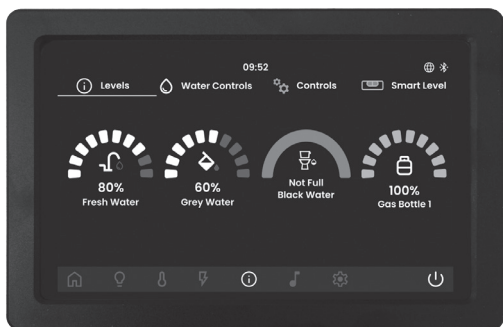 09:52
Levels
Water Controls
Controls
Smart Level
80%
Fresh Water
60%
Grey Water
Not Full
Black Water
100%
Gas Bottle 1